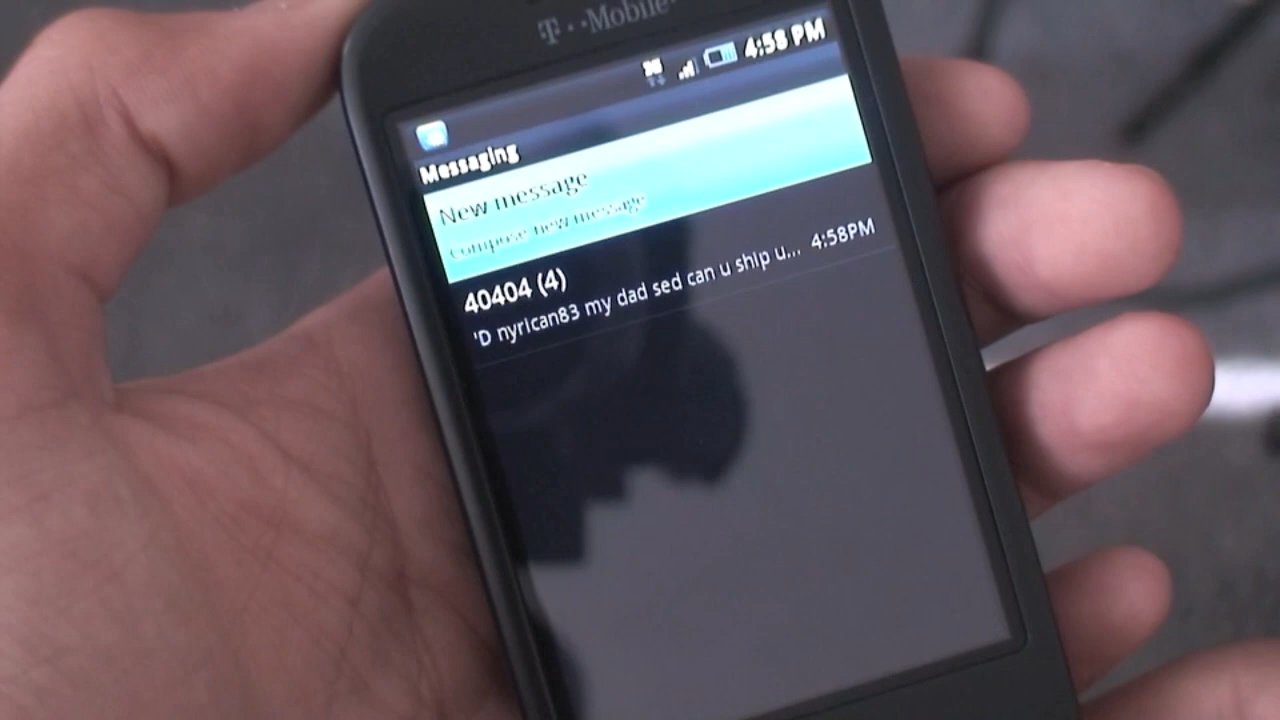 T··Mobile·
4:58 PM
Messaging
New message
Compose new message
40404 (4)
'D nyrican83 my dad sed can u ship u... 4:58PM